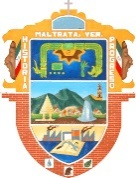 MALTRATA, VER.
HISTORIA
PROGRESO